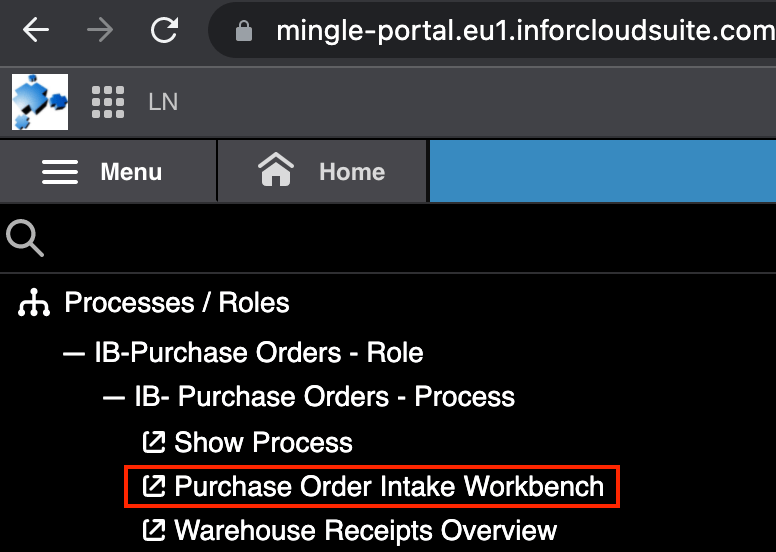 mingle-portal.eu1.inforcloudsuite.com
LN
Menu Home
Processes / Roles
IB-Purchase Orders - Role
IB- Purchase Orders - Process
Show Process
Purchase Order Intake Workbench
Warehouse Receipts Overview